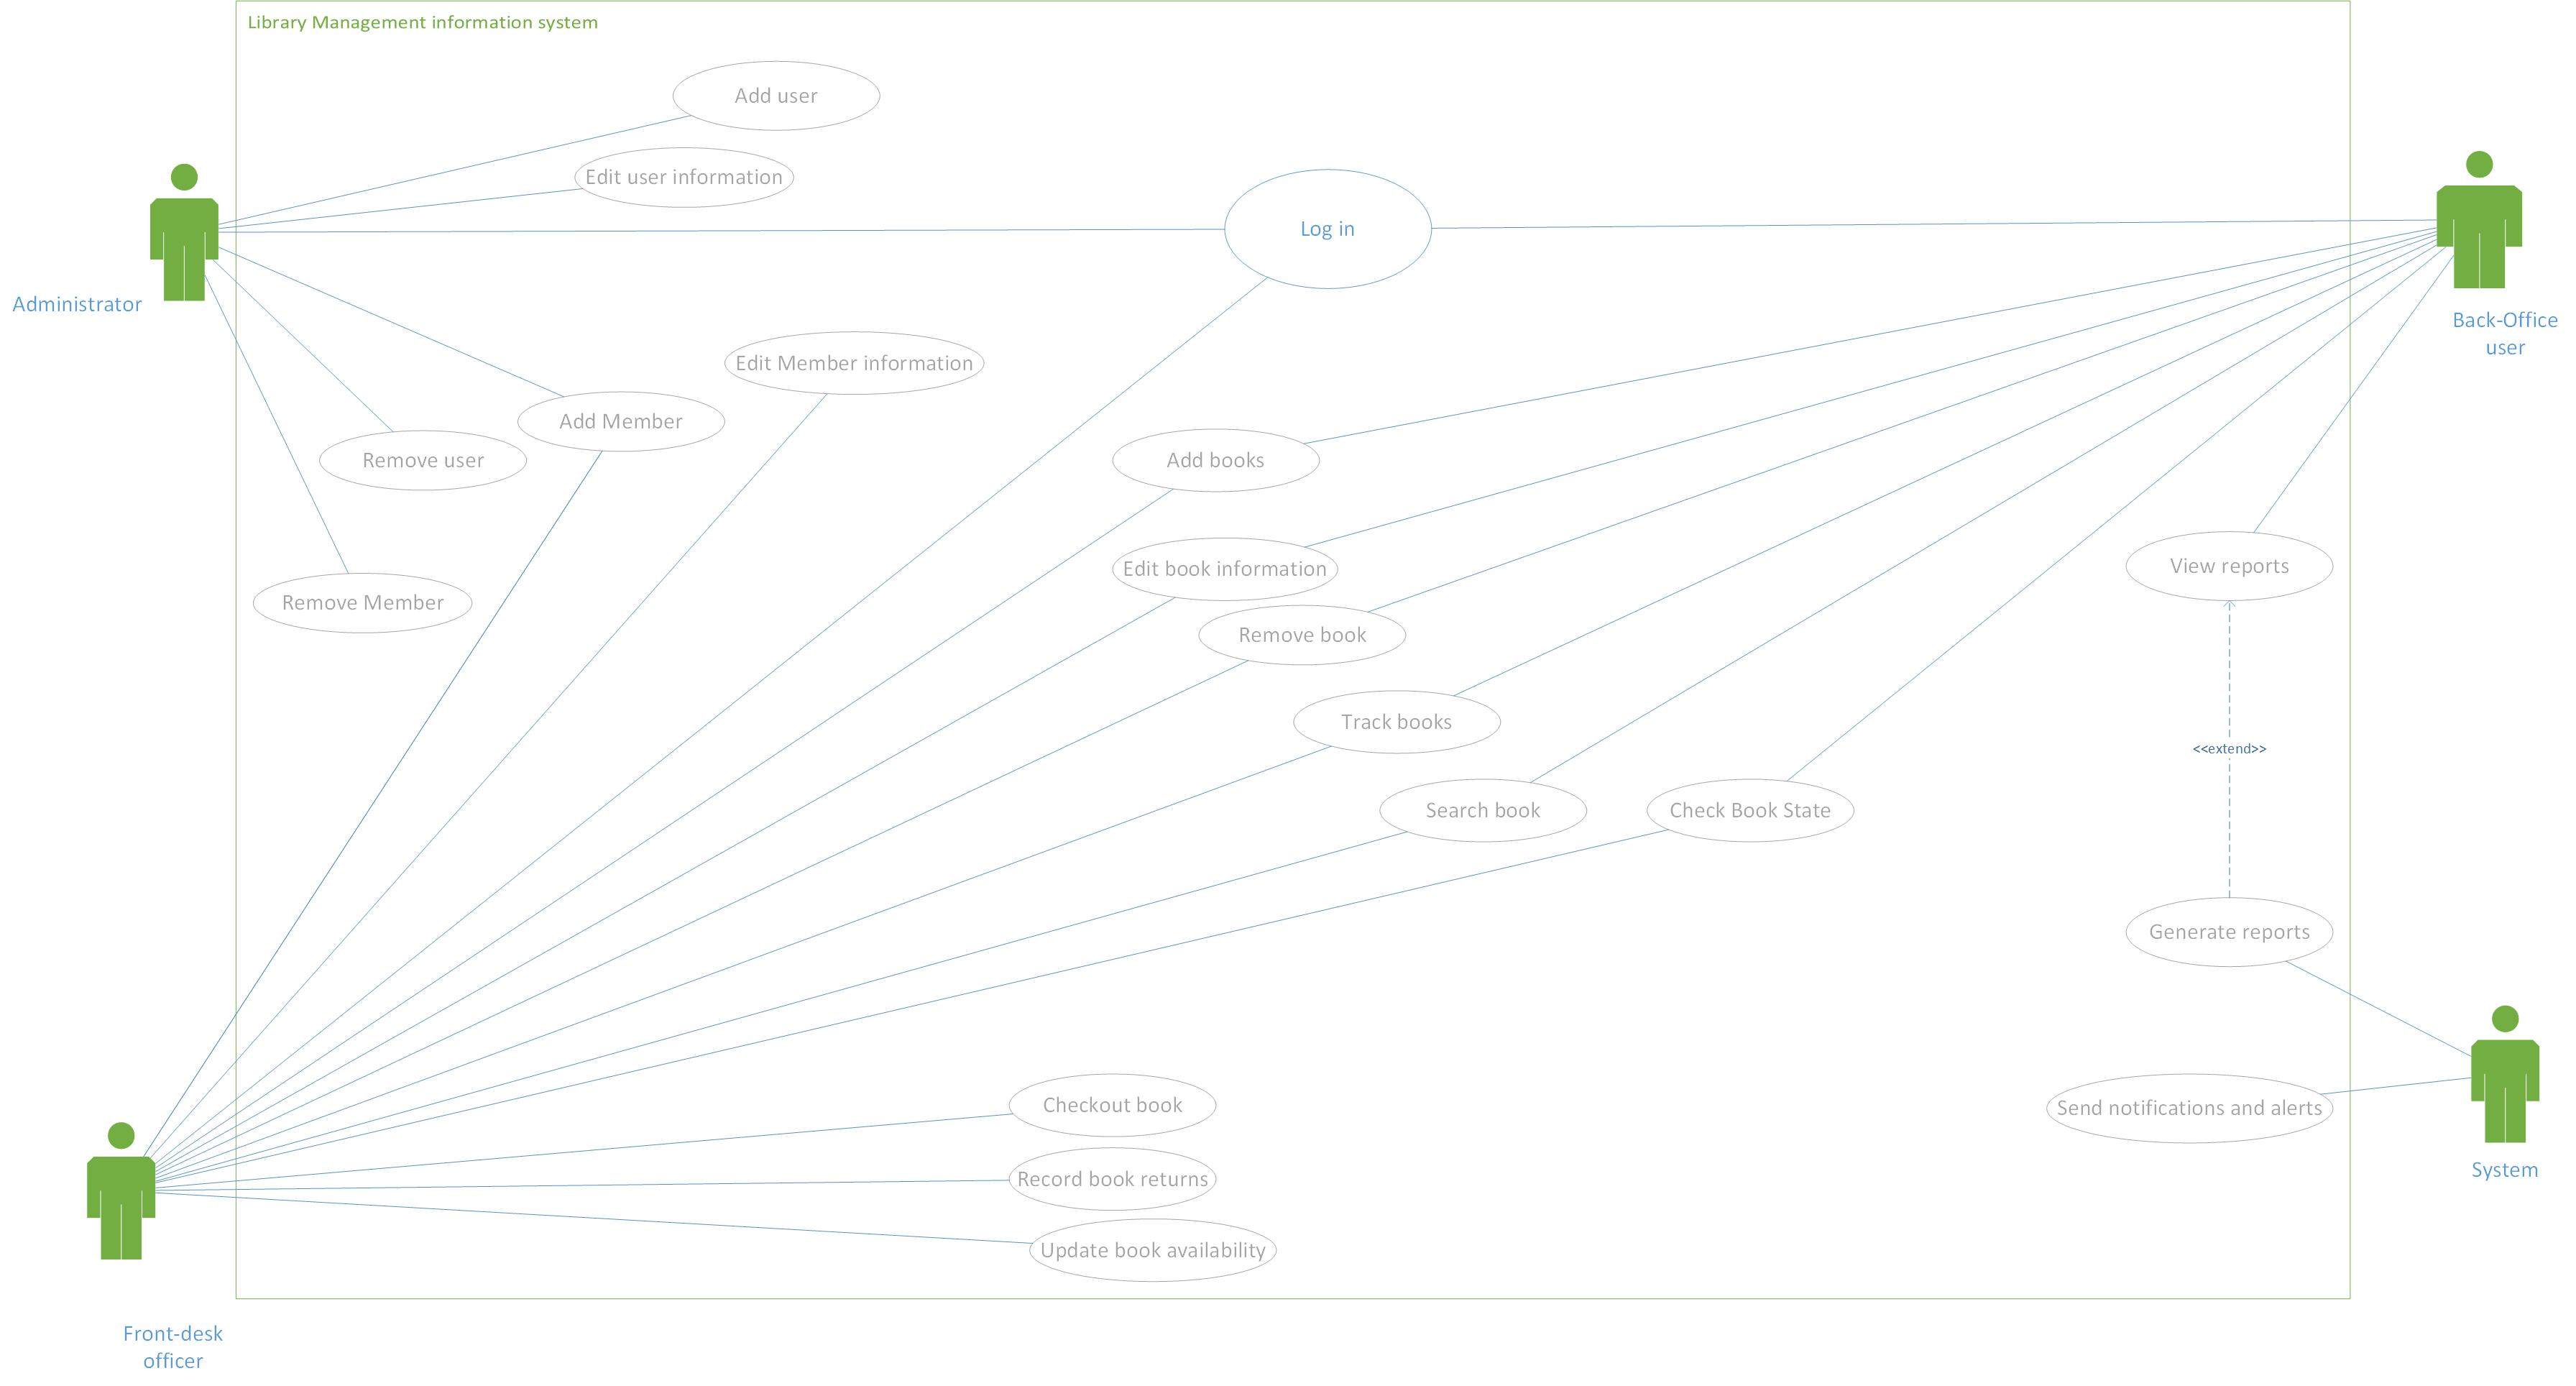 Library Management information system
Add user
Edit user information
Log in
Administrator
Back-Office
user
Edit Member information
Add Member
Remove user
Add books
Edit book information
View reports
Remove Member
Remove book
Track books
<<extend>>
Search book
Check Book State
Generate reports
Checkout book
Send notifications and alerts
System
Record book returns
Update book availability
Front-desk
officer